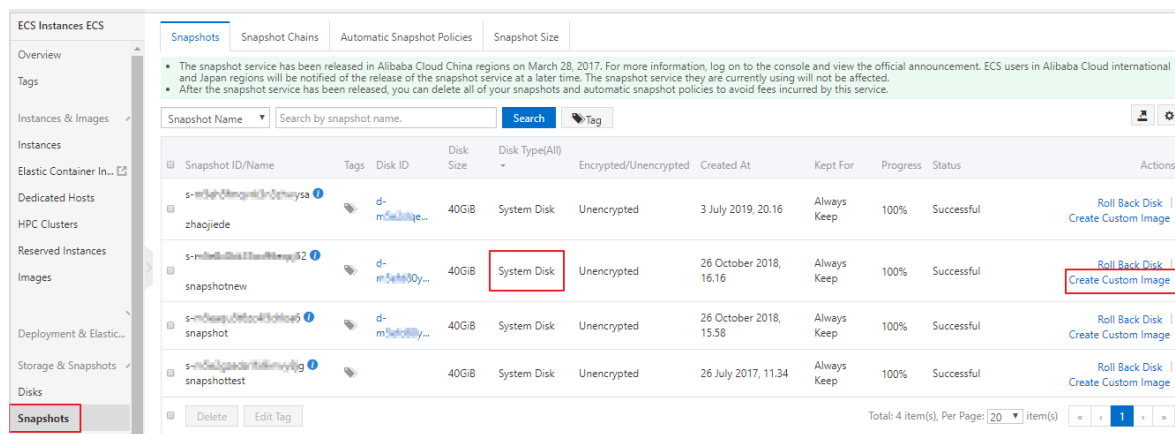 ECS Instances ECS
Overview
Tags
Instances & Images
Instances
Elastic Container In...
Dedicated Hosts
HPC Clusters
Reserved Instances
Images
Deployment & Elastic...
Storage & Snapshots
Disks
Snapshots
Snapshots Snapshot Chains Automatic Snapshot Policies Snapshot Size
• The snapshot service has been released in Alibaba Cloud China regions on March 28, 2017. For more information, log on to the console and view the official announcement. ECS users in Alibaba Cloud international
and Japan regions will be notified of the release of the snapshot service at a later time. The snapshot service they are currently using will not be affected.
• After the snapshot service has been released, you can delete all of your snapshots and automatic snapshot policies to avoid fees incurred by this service.
Snapshot Name Search by snapshot name. Search Tag
Snapshot ID/Name Tags Disk ID Disk Size Disk Type(All) Encrypted/Unencrypted Created At Kept For Progress Status Actions
zhaojiede 40GiB System Disk Unencrypted 3 July 2019, 20.16 Always Keep 100% Successful Roll Back Disk
Create Custom Image
snapshotnew 40GiB System Disk Unencrypted 26 October 2018, 16.16 Always Keep 100% Successful Roll Back Disk
Create Custom Image
snapshot 40GiB System Disk Unencrypted 26 October 2018, 15.58 Always Keep 100% Successful Roll Back Disk
Create Custom Image
snapshottest 40GiB System Disk Unencrypted 26 July 2017, 11.34 Always Keep 100% Successful Roll Back Disk
Create Custom Image
Delete Edit Tag Total: 4 item(s), Per Page: 20 item(s) « ‹ 1 › »